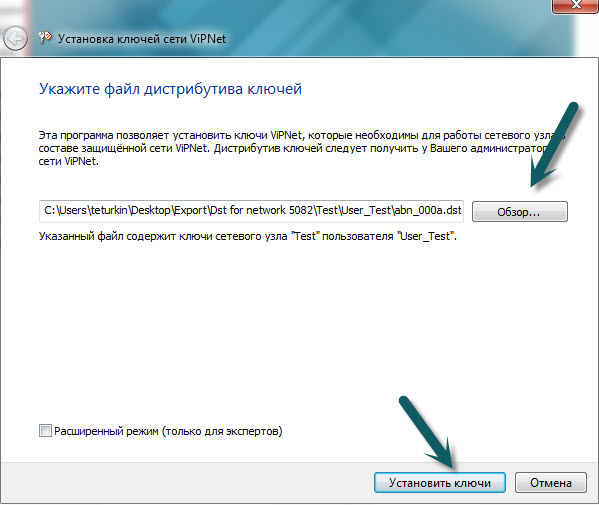 Установка ключей сети ViPNet
Укажите файл дистрибутива ключей
Эта программа позволяет установить ключи ViPNet, которые необходимы для работы сетевого узла в
составе защищённой сети ViPNet. Дистрибутив ключей следует получить у Вашего администратора
сети ViPNet.
C:\Users\teturkin\Desktop\Export\Dst for network 5082\Test\User_Test\abn_000a.dst
Обзор...
Указанный файл содержит ключи сетевого узла "Test" пользователя "User_Test".
Расширенный режим (только для экспертов)
Установить ключи
Отмена